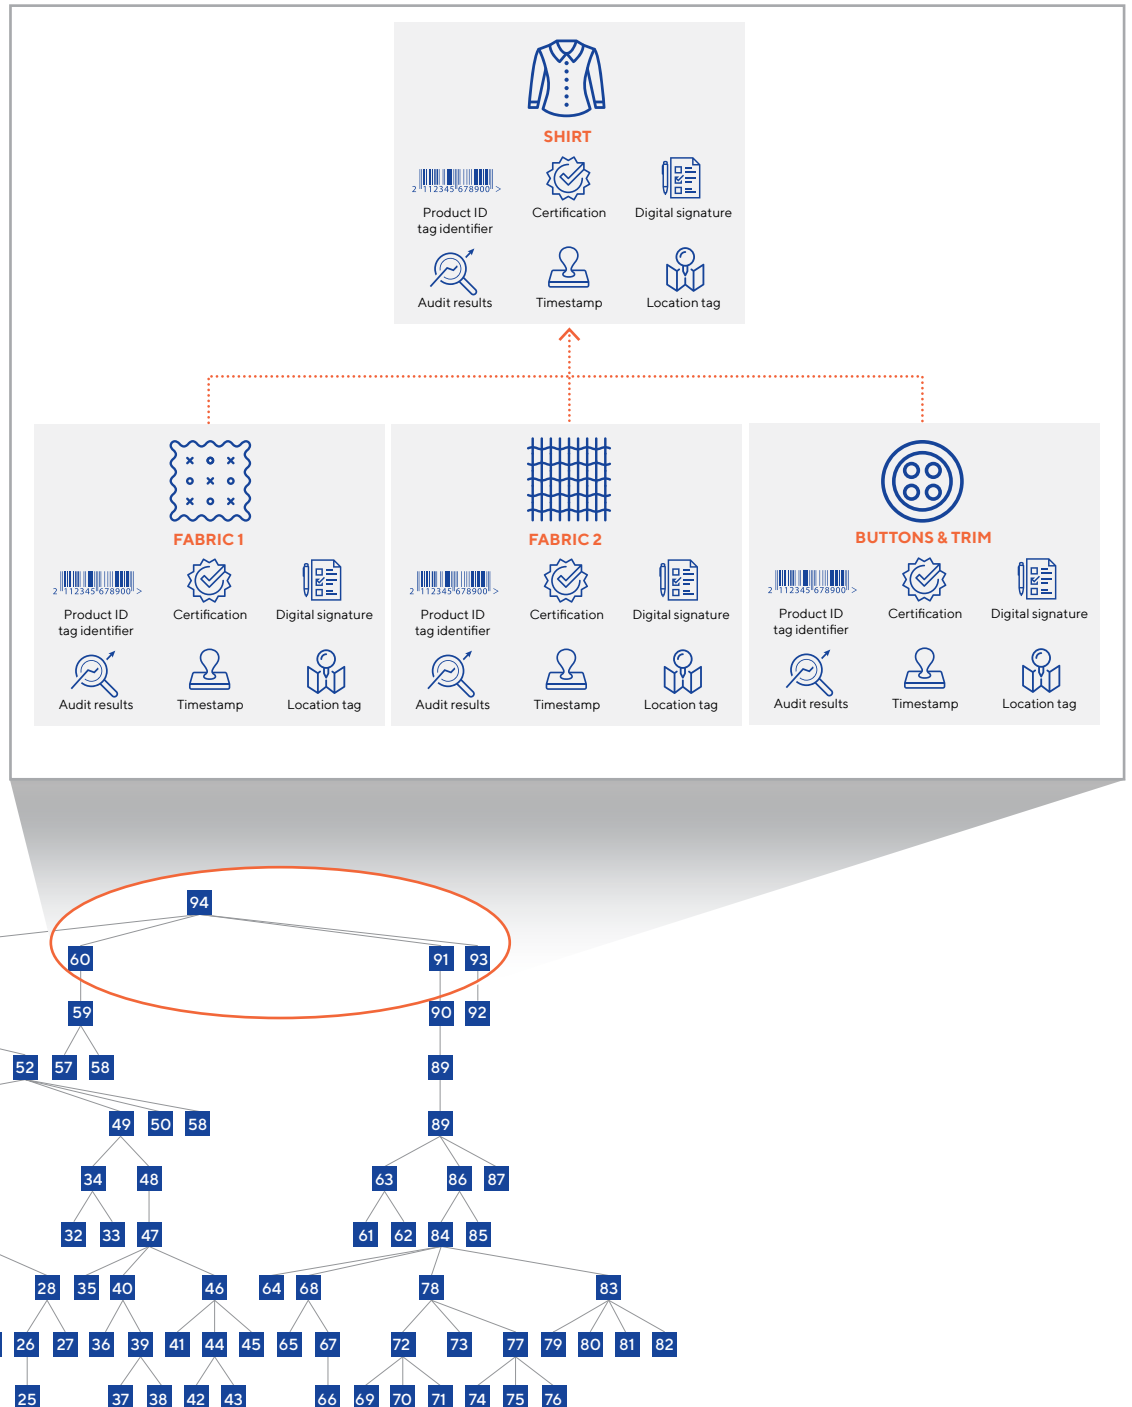 SHIRT
2 112345 678900 >
Product ID
tag identifier
Certification
Digital signature
Audit results
Timestamp
Location tag
FABRIC 1
2 112345 678900 >
Product ID
tag identifier
Certification
Digital signature
Audit results
Timestamp
Location tag
FABRIC 2
2 112345 678900 >
Product ID
tag identifier
Certification
Digital signature
Audit results
Timestamp
Location tag
BUTTONS & TRIM
2 112345 678900 >
Product ID
tag identifier
Certification
Digital signature
Audit results
Timestamp
Location tag
94
60 91 93
59 90 92
52 57 58 89
49 50 58 89
34 48 63 86 87
32 33 47 61 62 84 85
28 35 40 46 64 68 78 83
26 27 36 39 41 44 45 65 67 72 73 77 79 80 81 82
25 37 38 42 43 66 69 70 71 74 75 76